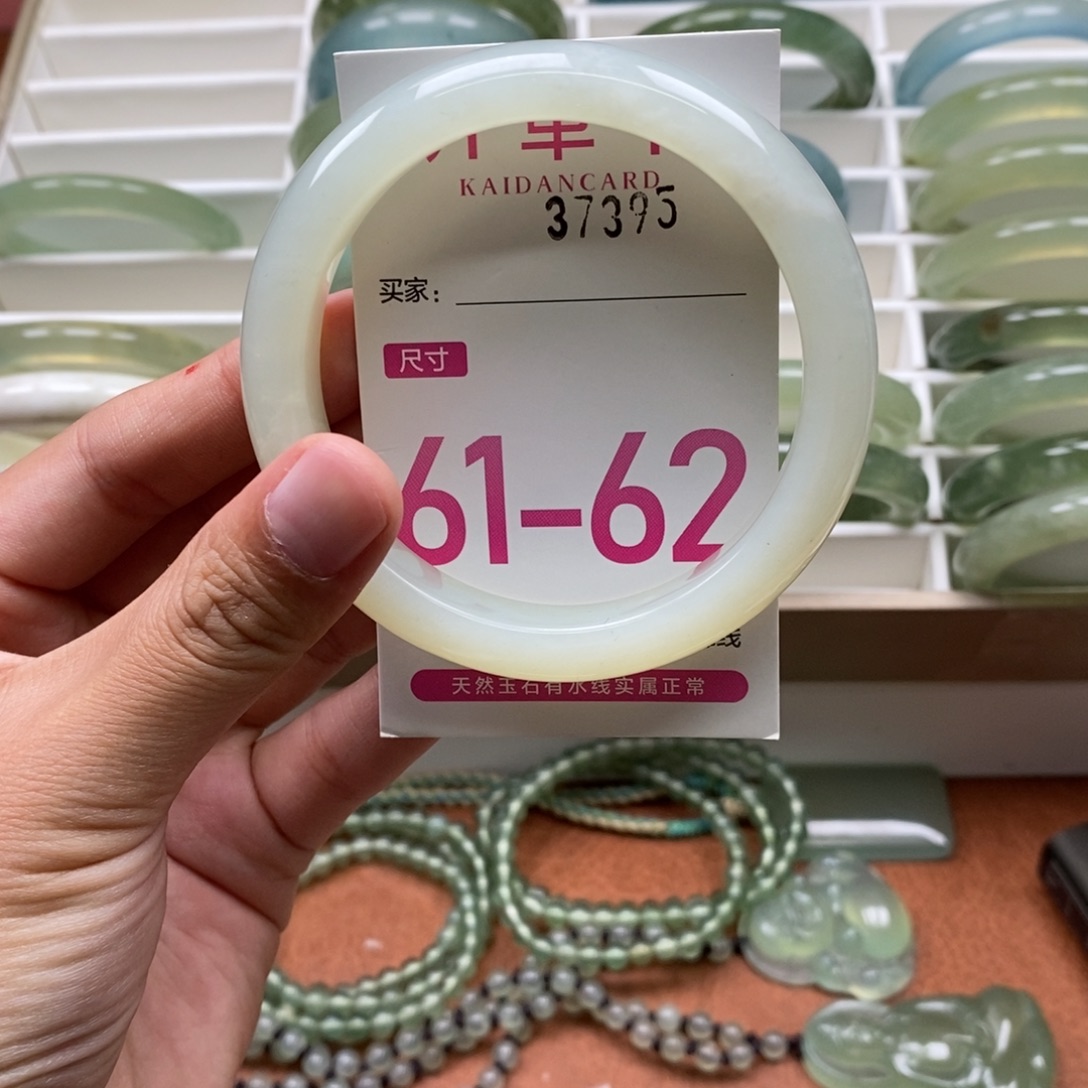 KAIDANCARD
37395
买家：
尺寸
61-62
线
天然玉石有水线实属正常